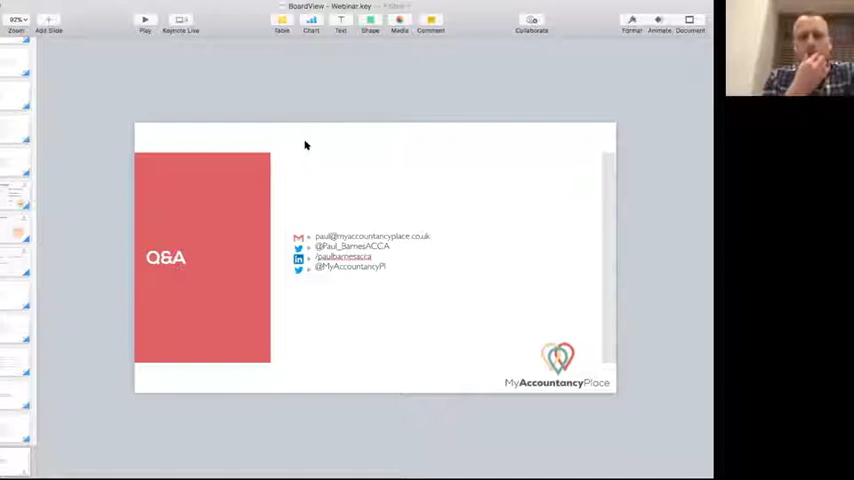 BoardView - Webinar.key
92%
Zoom
Add Slide
Play
Keynote Live
Table
Chart
Text
Shape
Media
Comment
Collaborate
Format
Animate
Document
Q&A
paul@myaccountancyplace.co.uk
@Paul_BarnesACCA
/paulbarnesacca
@MyAccountancyPl
MyAccountancyPlace